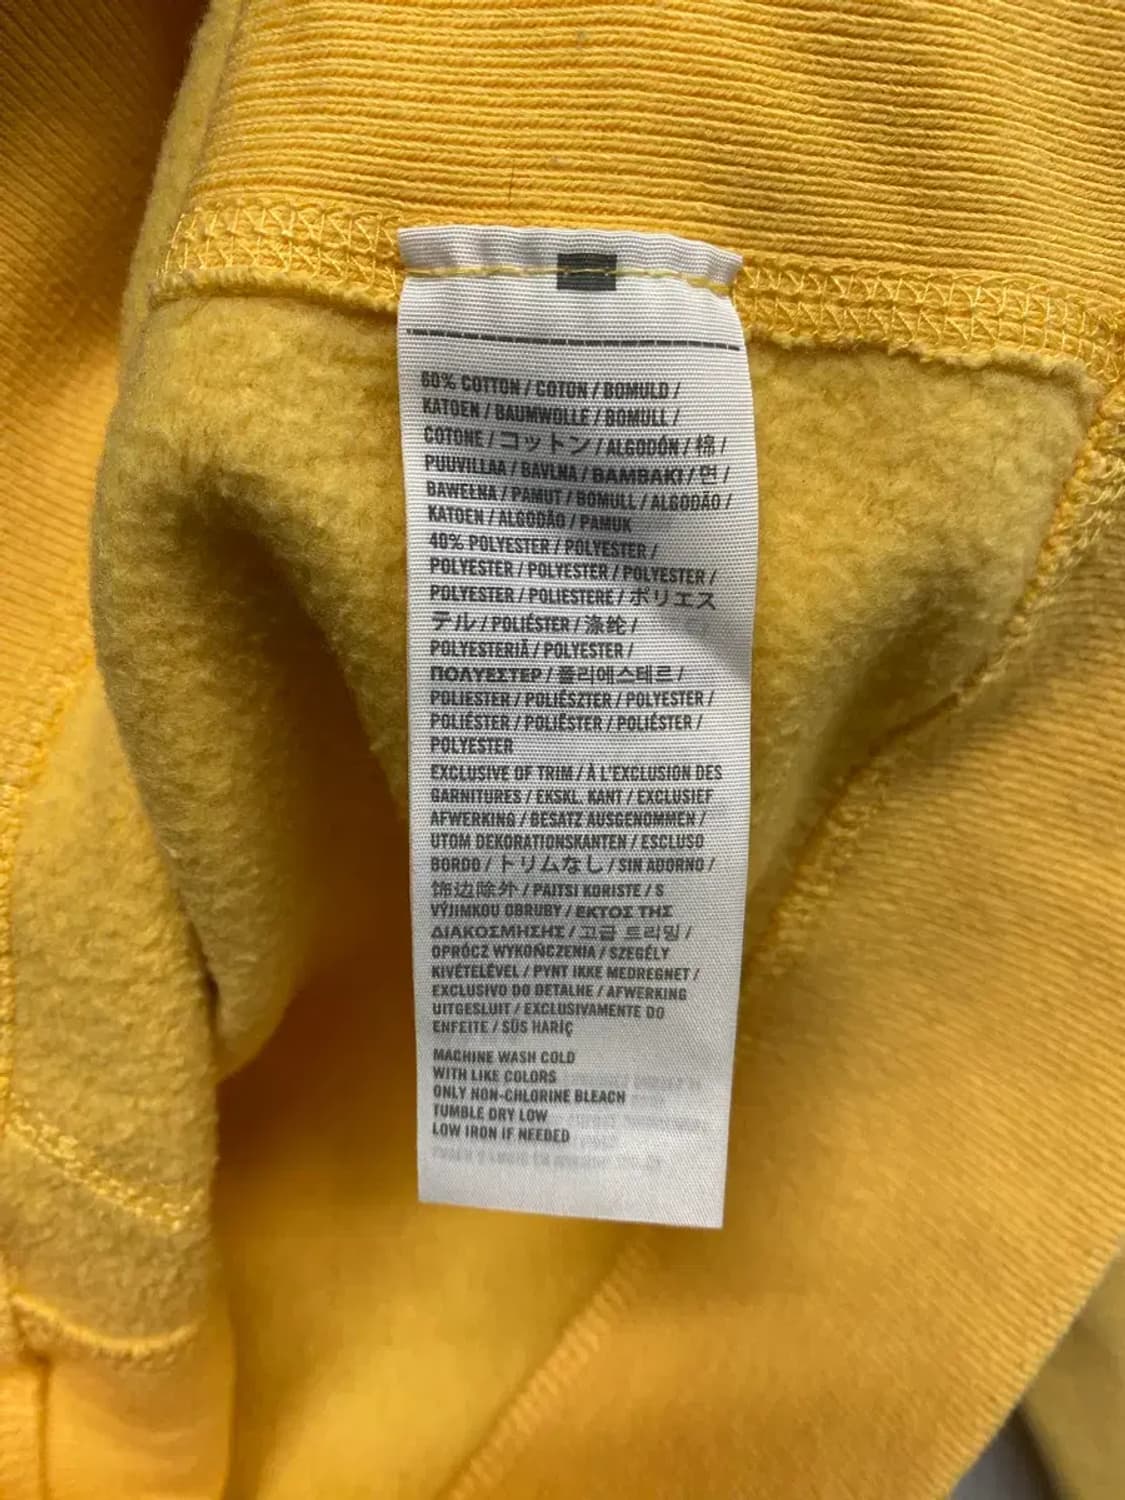 60% COTTON / COTON / BOMULD /
KATOEN / BAUMWOLLE / BOMULL /
COTONE / コットン / ALGODÓN / 棉 /
PUUVILLAA / BAVLNA / ΒΑΜΒΑΚΙ / 면 /
BAWEŁNA / PAMUT / BOMULL / ALGODÃO /
KATOEN / ALGODÃO / PAMUK
40% POLYESTER / POLYESTER /
POLYESTER / POLYESTER / POLYESTER /
POLYESTER / POLIESTERE / ポリエス
テル / POLIÉSTER / 涤纶 /
POLYESTERIÄ / POLYESTER /
ΠΟΛΥΕΣΤΕΡ / 폴리에스테르 /
POLIESTER / POLIÉSZTER / POLYESTER /
POLIÉSTER / POLIËSTER / POLIÉSTER /
POLYESTER
EXCLUSIVE OF TRIM / À L'EXCLUSION DES
GARNITURES / EKSKL. KANT / EXCLUSIEF
AFWERKING / BESATZ AUSGENOMMEN /
UTOM DEKORATIONSKANTEN / ESCLUSO
BORDO / トリムなし / SIN ADORNO /
饰边除外 / PAITSI KORISTE / S
VÝJIMKOU OBRUBY / ΕΚΤΟΣ ΤΗΣ
ΔΙΑΚΟΣΜΗΣΗΣ / 고급 트리밍 /
OPRÓCZ WYKOŃCZENIA / SZEGÉLY
KIVÉTELÉVEL / PYNT IKKE MEDREGNET /
EXCLUSIVO DO DETALHE / AFWERKING
UITGESLUIT / EXCLUSIVAMENTE DO
ENFEITE / SÜS HARİÇ
MACHINE WASH COLD
WITH LIKE COLORS
ONLY NON-CHLORINE BLEACH
TUMBLE DRY LOW
LOW IRON IF NEEDED